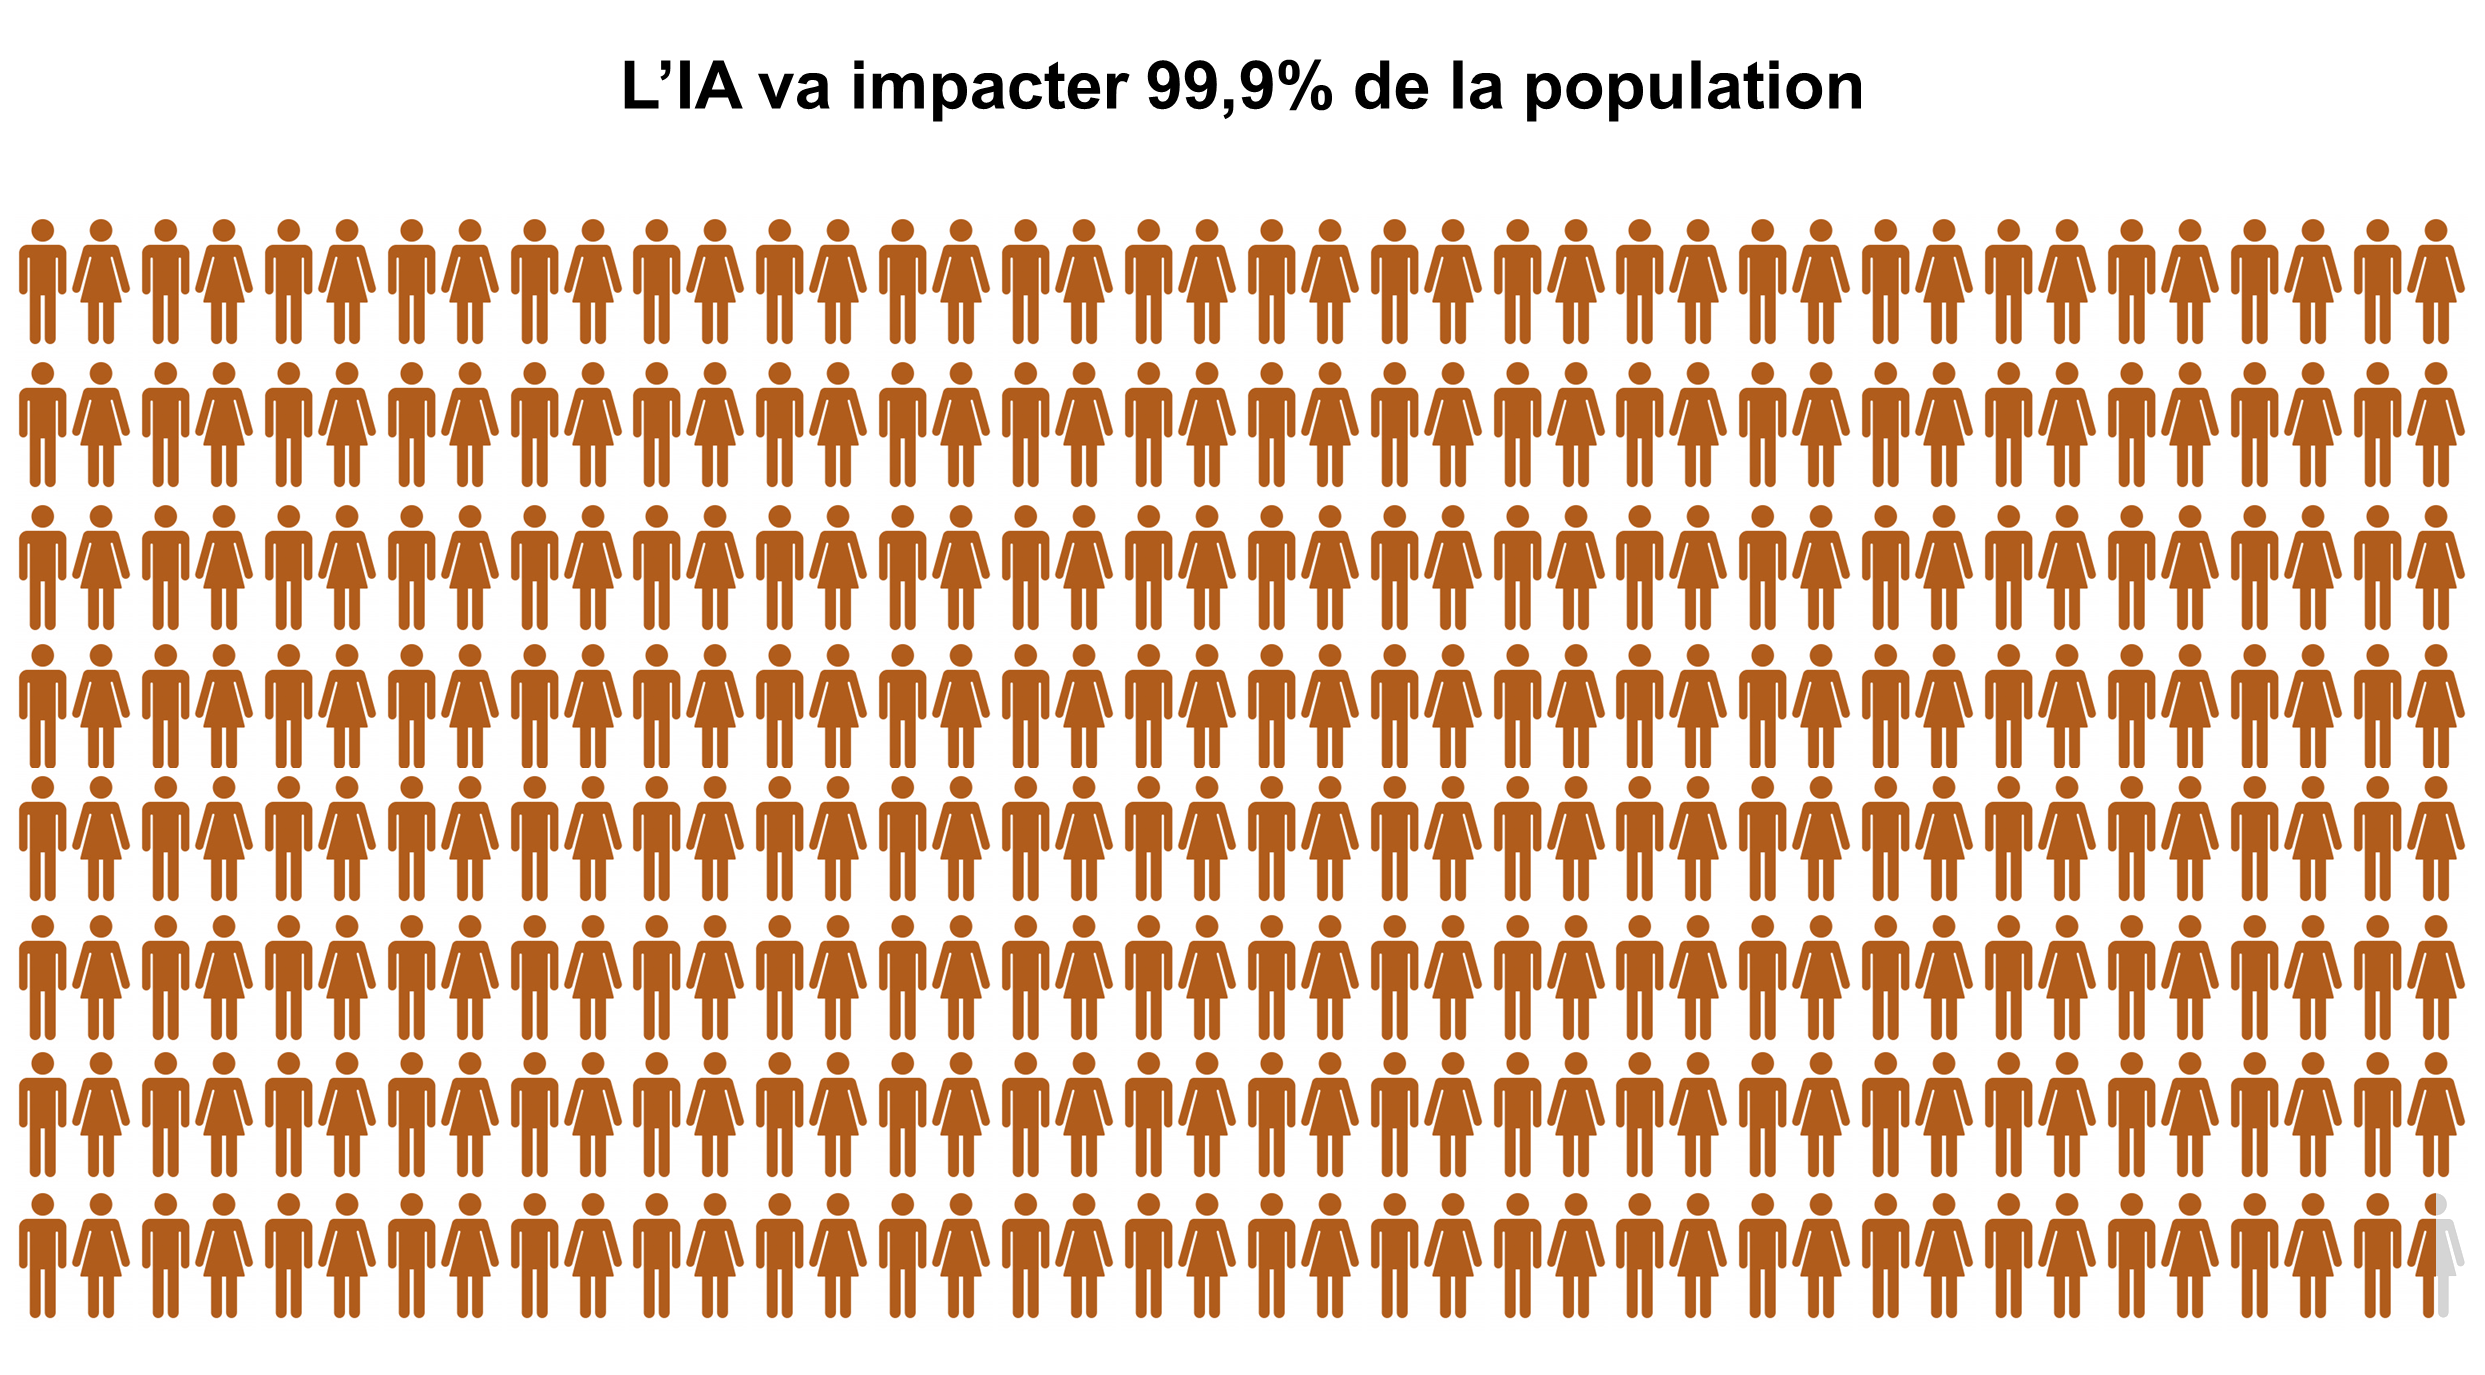 L’IA va impacter 99,9% de la population